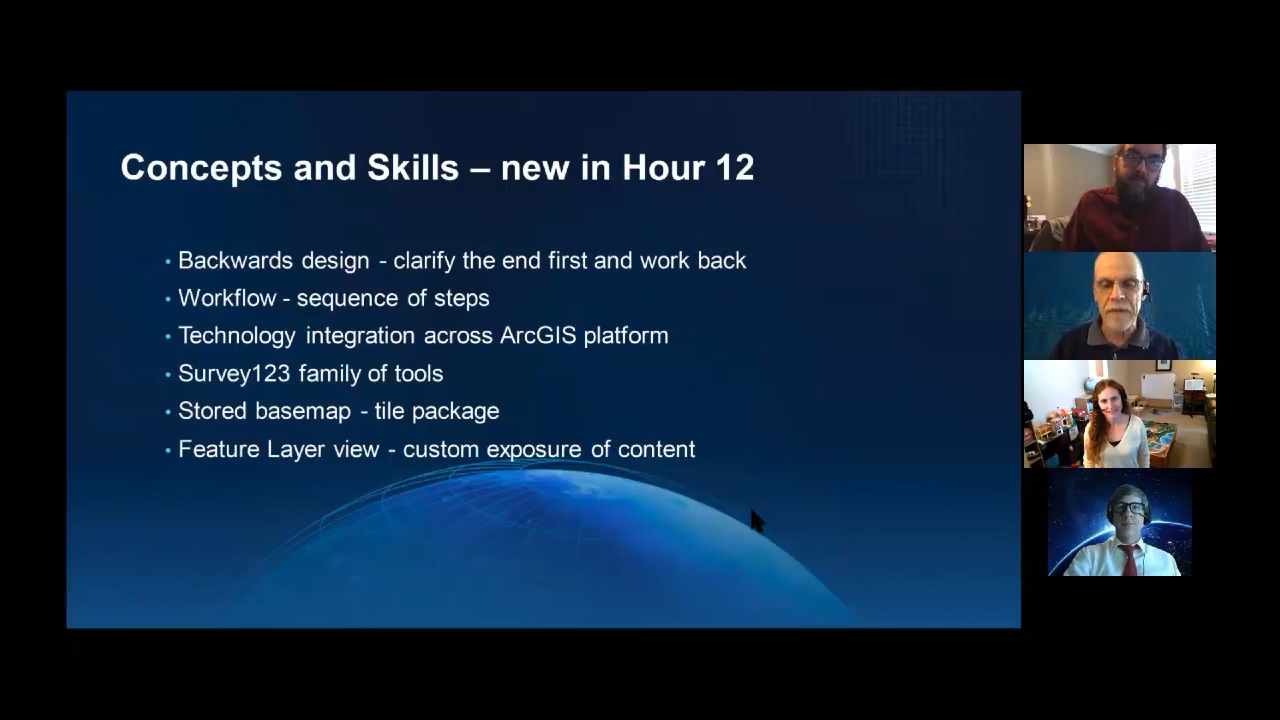 Concepts and Skills – new in Hour 12
• Backwards design - clarify the end first and work back
• Workflow - sequence of steps
• Technology integration across ArcGIS platform
• Survey123 family of tools
• Stored basemap - tile package
• Feature Layer view - custom exposure of content